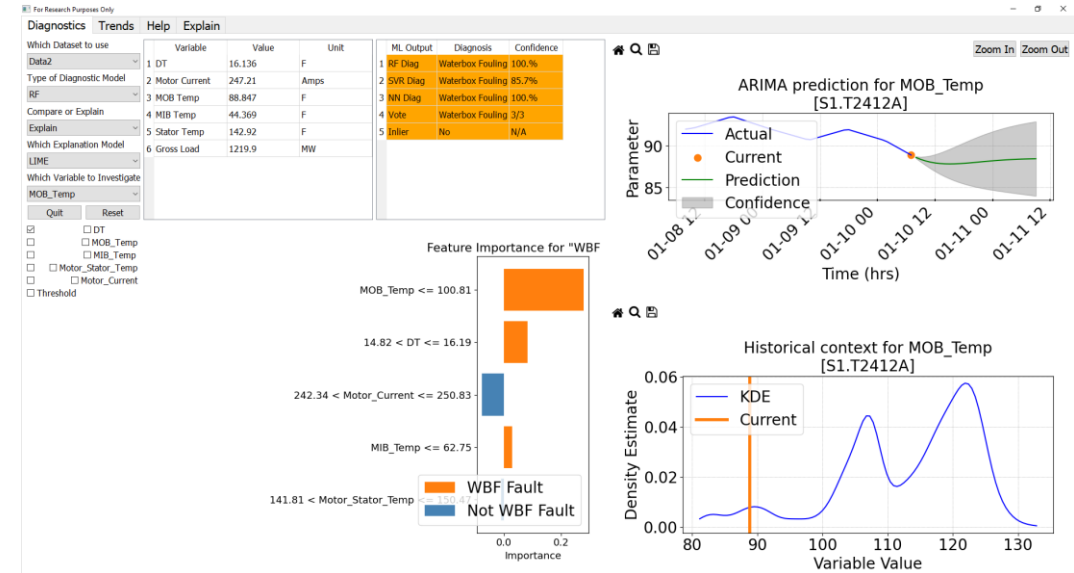 For Research Purposes Only
Diagnostics Trends Help Explain
Which Dataset to use
Data2
Type of Diagnostic Model
RF
Compare or Explain
Explain
Which Explanation Model
LIME
Which Variable to Investigate
MOB_Temp
Quit Reset
DT
MOB_Temp
MIB_Temp
Motor_Stator_Temp
Motor_Current
Threshold
Variable Value Unit
1 DT 16.136 F
2 Motor Current 247.21 Amps
3 MOB Temp 88.847 F
4 MIB Temp 44.369 F
5 Stator Temp 142.92 F
6 Gross Load 1219.9 MW
ML Output Diagnosis Confidence
1 RF Diag Waterbox Fouling 100.%
2 SVR Diag Waterbox Fouling 85.7%
3 NN Diag Waterbox Fouling 100.%
4 Vote Waterbox Fouling 3/3
5 Inlier No N/A
Feature Importance for "WBF
MOB_Temp <= 100.81
14.82 < DT <= 16.19
242.34 < Motor_Current <= 250.83
MIB_Temp <= 62.75
141.81 < Motor_Stator_Temp <= 150.47
WBF Fault
Not WBF Fault
0.0 0.2
Importance
Zoom In Zoom Out
ARIMA prediction for MOB_Temp
[S1.T2412A]
Parameter
90
85
Actual
Current
Prediction
Confidence
01-08 12 01-09 00 01-09 12 01-10 00 01-10 12 01-11 00 01-11 12
Time (hrs)
Historical context for MOB_Temp
[S1.T2412A]
Density Estimate
0.06
0.04
0.02
0.00
KDE
Current
80 90 100 110 120 130
Variable Value